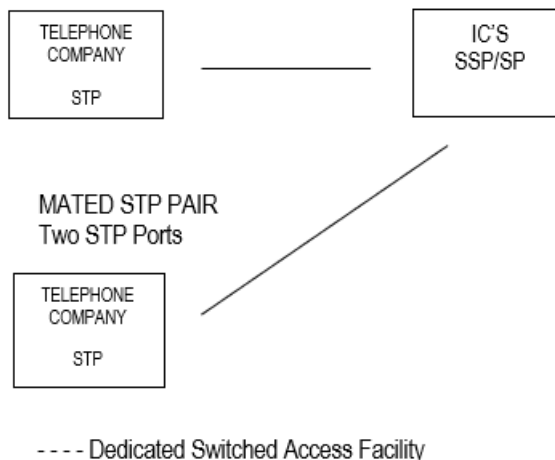 TELEPHONE
COMPANY
STP
IC'S
SSP/SP
MATED STP PAIR
Two STP Ports
TELEPHONE
COMPANY
STP
- - - - Dedicated Switched Access Facility